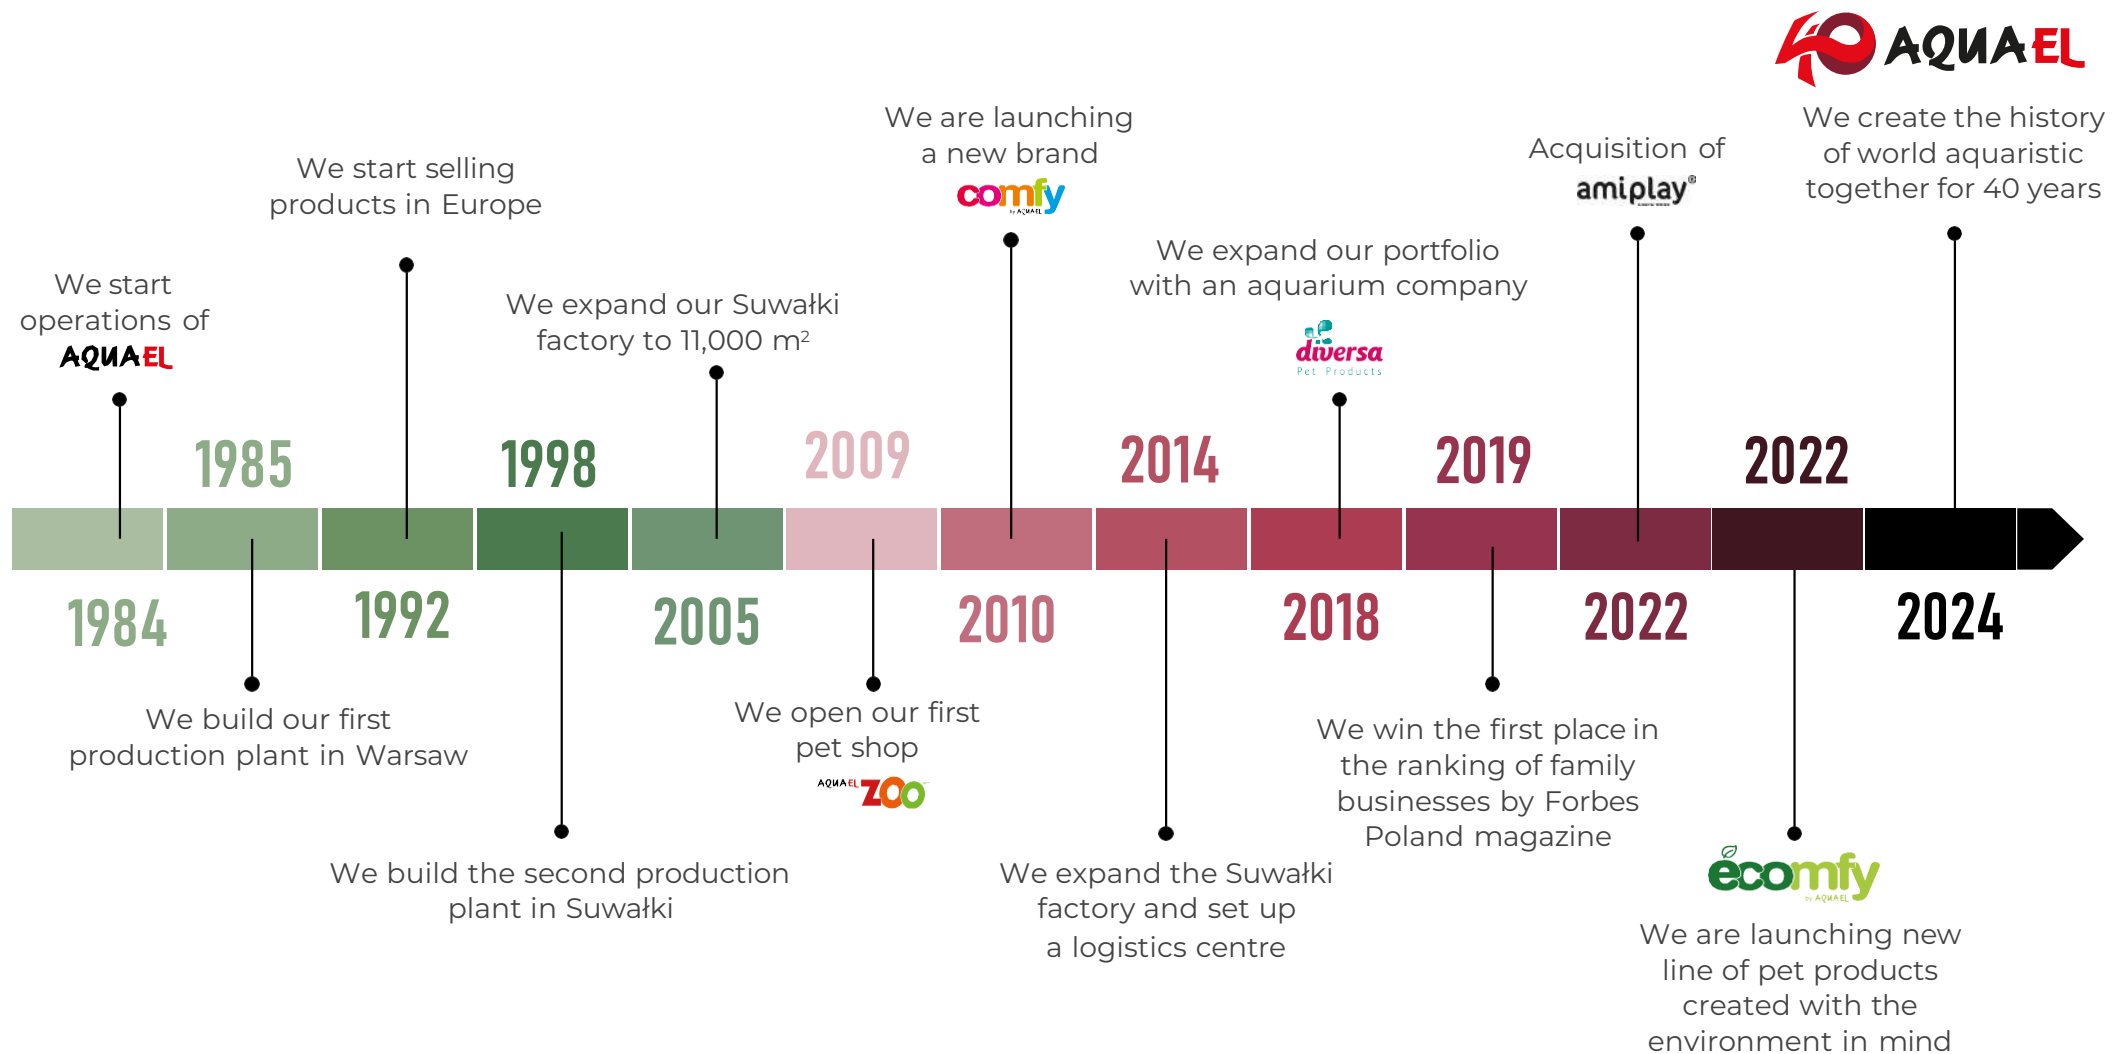 AQUAEL
We start
operations of
AQUAEL
1984
1985
We build our first
production plant in Warsaw
We start selling
products in Europe
1992
1998
We build the second production
plant in Suwałki
We expand our Suwałki
factory to 11,000 m²
2005
2009
We open our first
pet shop
AQUAEL ZOO
We are launching
a new brand
comfy
by AQUAEL
2010
2014
We expand the Suwałki
factory and set up
a logistics centre
We expand our portfolio
with an aquarium company
diversa
Pet Products
2018
2019
We win the first place in
the ranking of family
businesses by Forbes
Poland magazine
Acquisition of
amiplay®
2022
2022
ecomfy
by AQUAEL
We are launching new
line of pet products
created with the
environment in mind
40 AQUAEL
We create the history
of world aquaristic
together for 40 years
2024